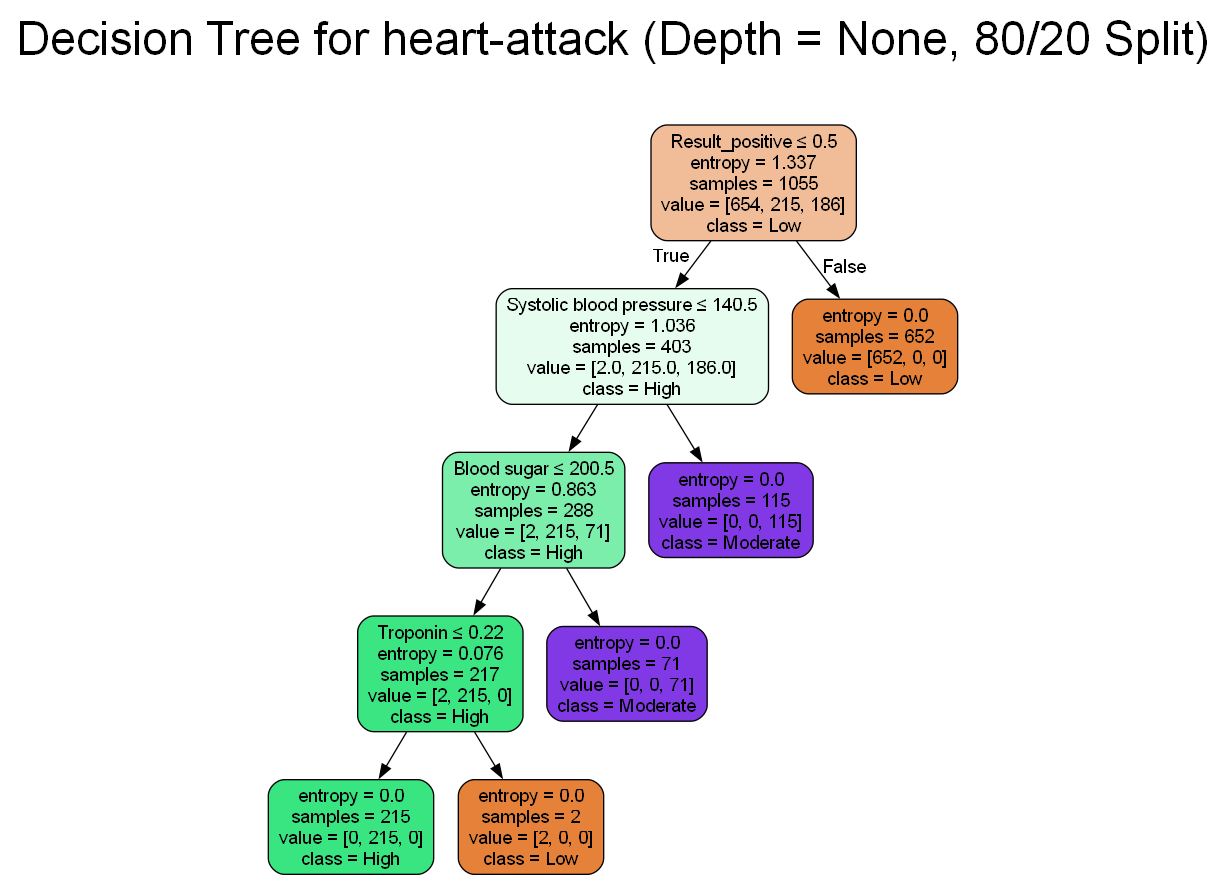 Decision Tree for heart-attack (Depth = None, 80/20 Split)
Result_positive ≤ 0.5
entropy = 1.337
samples = 1055
value = [654, 215, 186]
class = Low
True
False
Systolic blood pressure ≤ 140.5
entropy = 1.036
samples = 403
value = [2.0, 215.0, 186.0]
class = High
entropy = 0.0
samples = 652
value = [652, 0, 0]
class = Low
Blood sugar ≤ 200.5
entropy = 0.863
samples = 288
value = [2, 215, 71]
class = High
entropy = 0.0
samples = 115
value = [0, 0, 115]
class = Moderate
Troponin ≤ 0.22
entropy = 0.076
samples = 217
value = [2, 215, 0]
class = High
entropy = 0.0
samples = 71
value = [0, 0, 71]
class = Moderate
entropy = 0.0
samples = 215
value = [0, 215, 0]
class = High
entropy = 0.0
samples = 2
value = [2, 0, 0]
class = Low